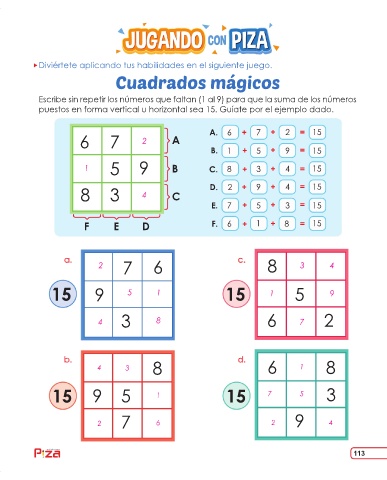 JUGANDO CON PIZA
Diviértete aplicando tus habilidades en el siguiente juego.
Cuadrados mágicos
Escribe sin repetir los números que faltan (1 al 9) para que la suma de los números
puestos en forma vertical u horizontal sea 15. Guíate por el ejemplo dado.
6 7 2 A
1 5 9 B
8 3 4 C
F E D
A. 6 + 7 + 2 = 15
B. 1 + 5 + 9 = 15
C. 8 + 3 + 4 = 15
D. 2 + 9 + 4 = 15
E. 7 + 5 + 3 = 15
F. 6 + 1 + 8 = 15
a.
2 7 6
15 9 5 1
4 3 8
c.
8 3 4
15 1 5 9
6 7 2
b.
4 3 8
15 9 5 1
2 7 6
d.
6 1 8
15 7 5 3
2 9 4
Piza
113